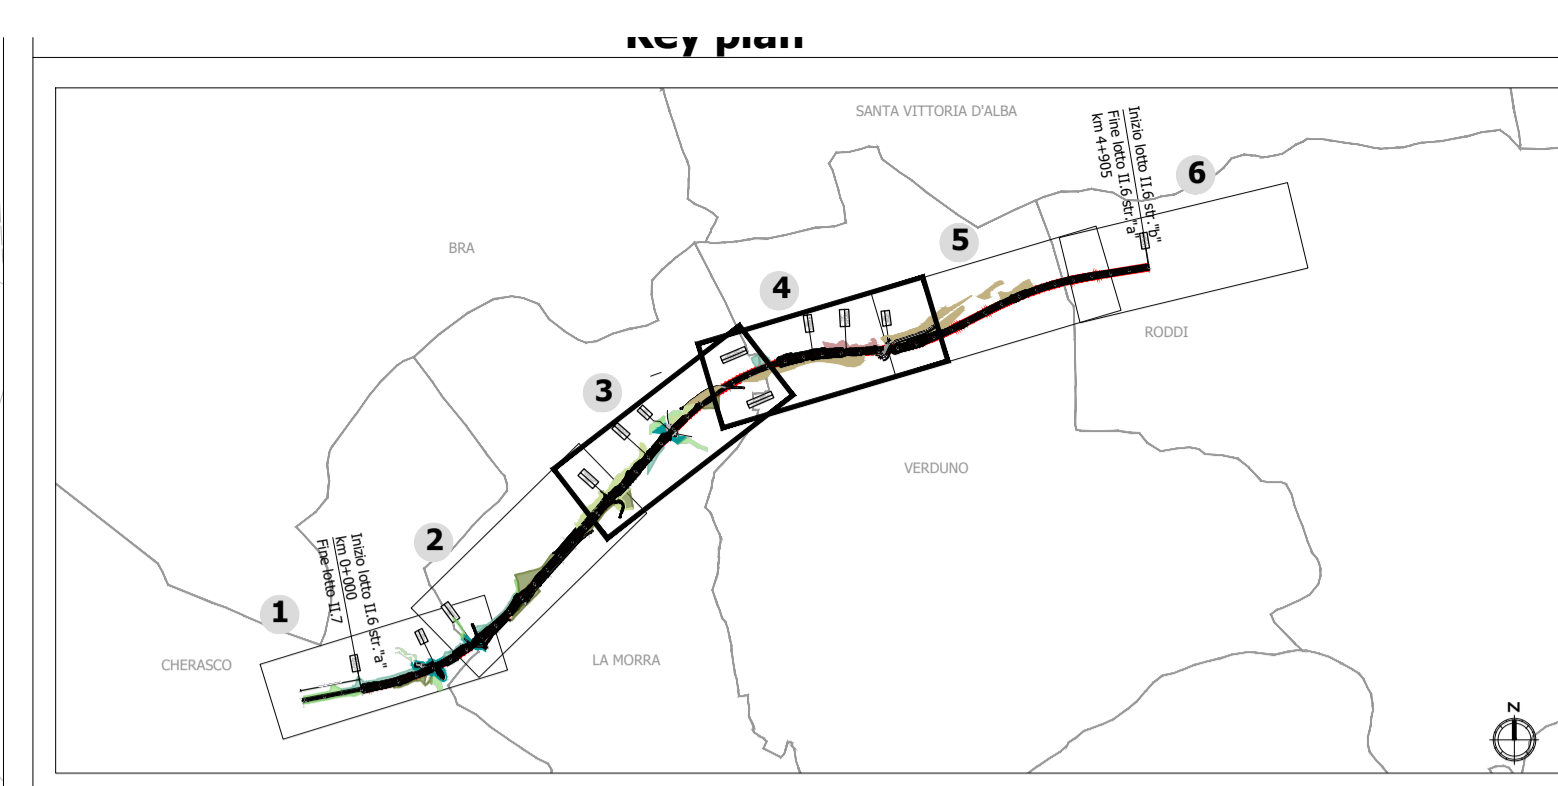 Key plan
SANTA VITTORIA D'ALBA
Inizio lotto II.6 str."b"
Fine lotto II.6 str."a"
km 4+905
6
5
BRA
4
RODDI
3
VERDUNO
2
Inizio lotto II.6 str."a"
km 0+000
Fine lotto II.7
1
CHERASCO
LA MORRA
N